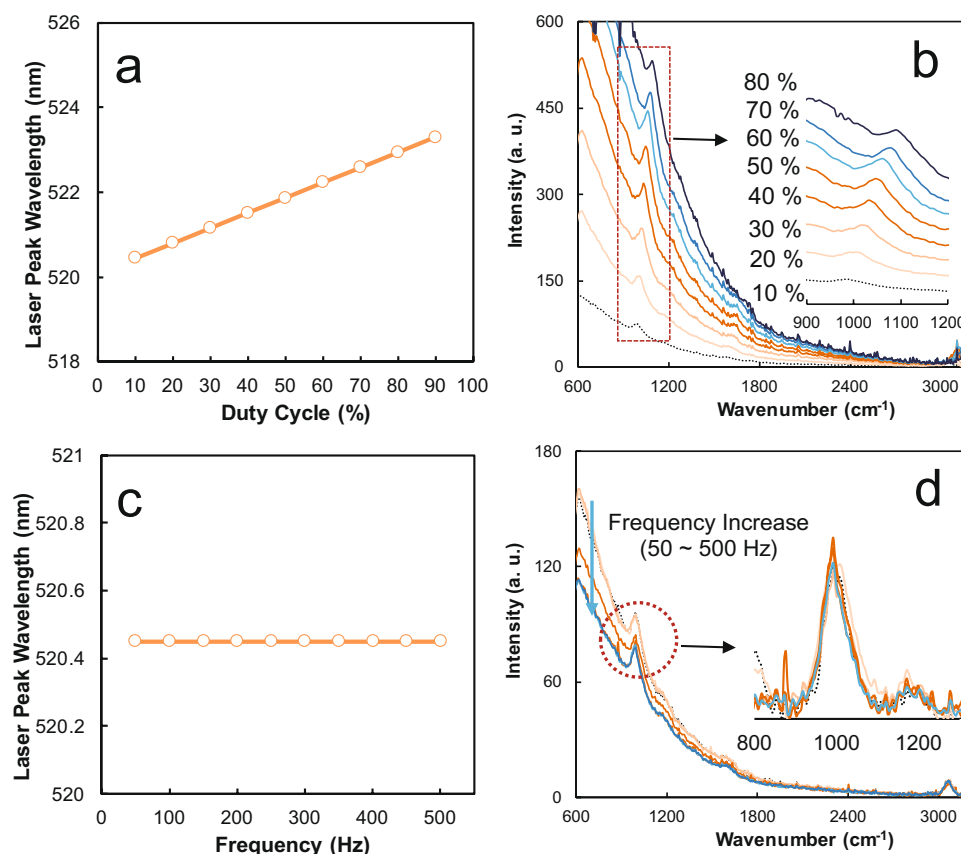 a
526
524
522
520
518
Laser Peak Wavelength (nm)
0 10 20 30 40 50 60 70 80 90 100
Duty Cycle (%)
b
600
450
300
150
0
Intensity (a. u.)
80 %
70 %
60 %
50 %
40 %
30 %
20 %
10 %
900 1000 1100 1200
600 1200 1800 2400 3000
Wavenumber (cm-1)
c
521
520.8
520.6
520.4
520.2
520
Laser Peak Wavelength (nm)
0 100 200 300 400 500
Frequency (Hz)
d
180
120
60
0
Intensity (a. u.)
Frequency Increase
(50 ~ 500 Hz)
800 1000 1200
600 1200 1800 2400 3000
Wavenumber (cm-1)